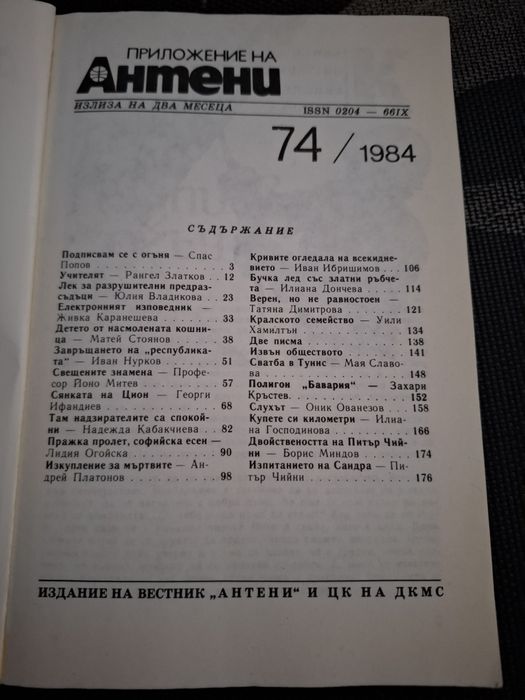 ПРИЛОЖЕНИЕ НА
Антени
ИЗЛИЗА НА ДВА МЕСЕЦА
ISSN 0204 — 661X
74 / 1984
СЪДЪРЖАНИЕ
Подписвам се с огъня — Спас
Попов . . . . . . . . . . . . . . 3
Учителят — Рангел Златков . . 12
Лек за разрушителни предраз-
съдъци — Юлия Владикова . . 23
Електронният изповедник —
Живка Каранешева . . . . . . 33
Детето от насмолената кошни-
ца — Матей Стоянов . . . . . 38
Завръщането на „республика-
та“ — Иван Нурков . . . . . . 51
Свещените знамена — Профе-
сор Йоно Митев . . . . . . . . 57
Сянката на Цион — Георги
Ифандиев . . . . . . . . . . . 68
Там надзирателите са спокой-
ни — Надежда Кабакчиева . . 82
Пражка пролет, софийска есен —
Лидия Огойска . . . . . . . . 90
Изкупление за мъртвите — Ан-
дрей Платонов . . . . . . . . 98
Кривите огледала на всекидне-
вието — Иван Ибришимов . . . 106
Бучка лед със златни ръбче-
та — Илиана Дончева . . . . 114
Верен, но не равностоен —
Татяна Димитрова . . . . . . 121
Кралското семейство — Уили
Хамилтън . . . . . . . . . . 134
Две писма . . . . . . . . . . 138
Извън обществото . . . . . . 141
Сватба в Тунис — Мая Славо-
ва . . . . . . . . . . . . . . 148
Полигон „Бавария“ — Захари
Кръстев. . . . . . . . . . . . 152
Слухът — Оник Ованезов . . . 158
Купете си километри — Илиа-
на Господинова . . . . . . . 166
Двойствеността на Питър Чий-
ни — Борис Миндов . . . . . 174
Изпитанието на Сандра — Пи-
тър Чийни . . . . . . . . . . 176
ИЗДАНИЕ НА ВЕСТНИК „АНТЕНИ“ И ЦК НА ДКМС